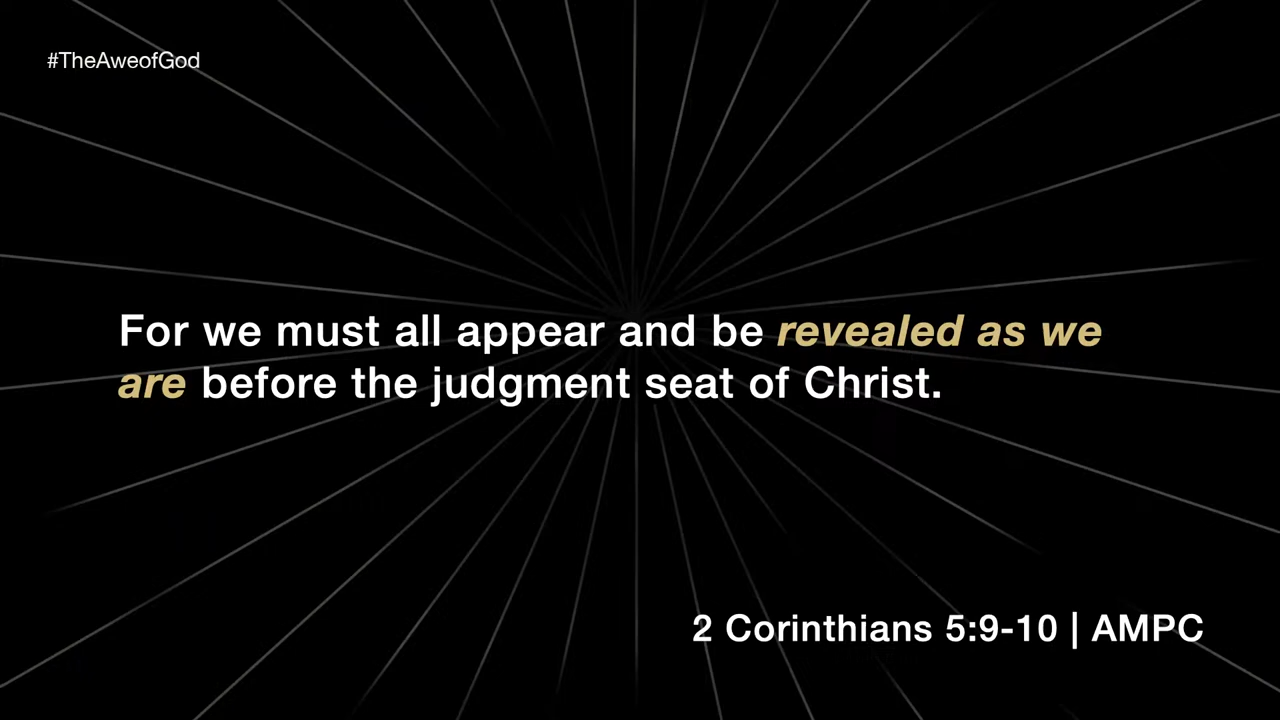 #TheAweofGod
For we must all appear and be revealed as we
are before the judgment seat of Christ.
2 Corinthians 5:9-10 | AMPC